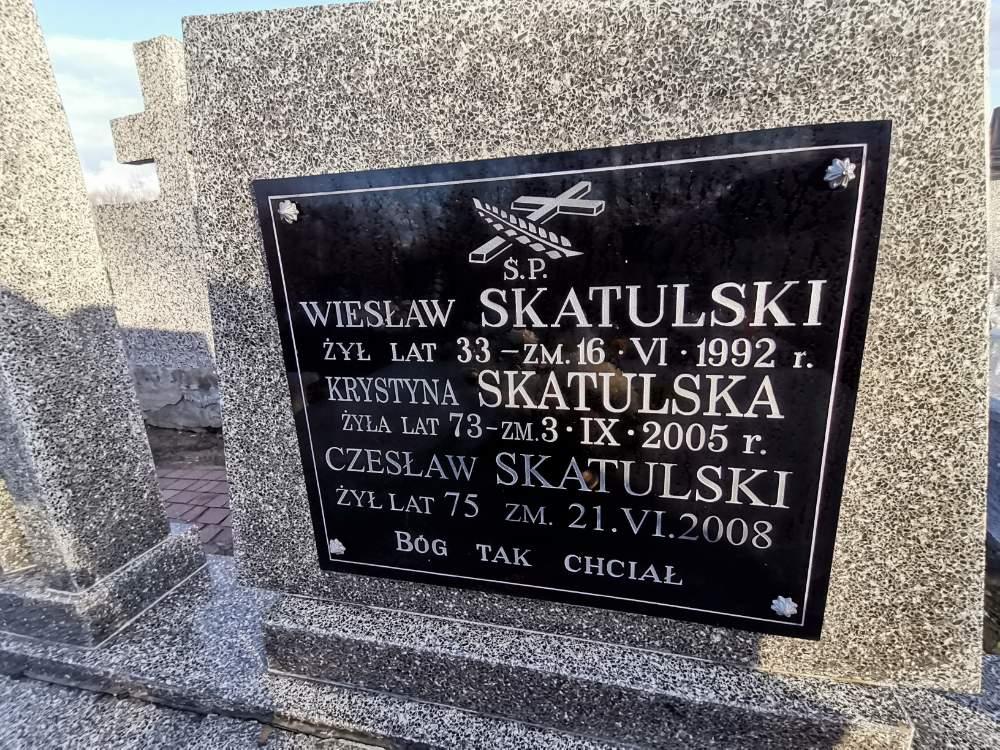 Ś.P.
WIESŁAW SKATULSKI
ŻYŁ LAT 33 - ZM. 16 · VI · 1992 r.
KRYSTYNA SKATULSKA
ŻYŁA LAT 73 - ZM. 3 · IX · 2005 r.
CZESŁAW SKATULSKI
ŻYŁ LAT 75 ZM. 21.VI.2008
BÓG TAK CHCIAŁ